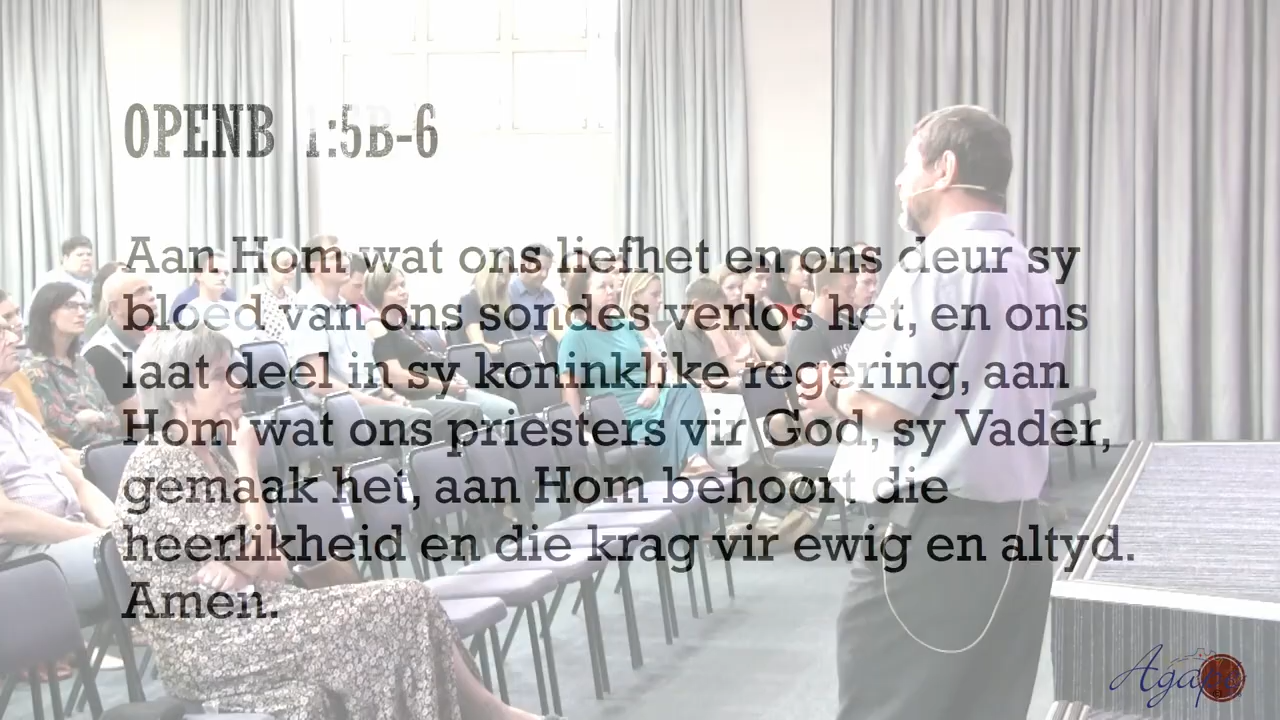 OPENB 1:5B-6
Aan Hom wat ons liefhet en ons deur sy
bloed van ons sondes verlos het, en ons
laat deel in sy koninklike regering, aan
Hom wat ons priesters vir God, sy Vader,
gemaak het, aan Hom behoort die
heerlikheid en die krag vir ewig en altyd.
Amen.
Agape